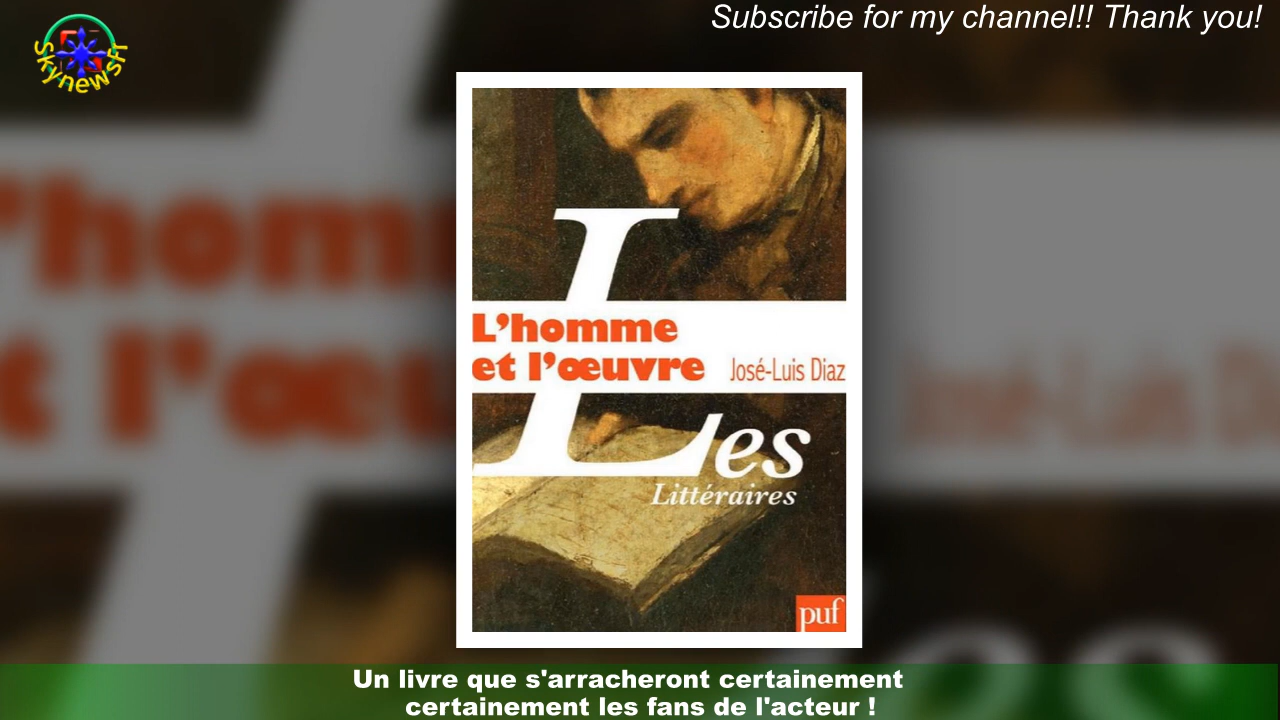 Subscribe for my channel!! Thank you!
SkynewsFr
L'homme
et l'œuvre
José-Luis Diaz
Les
Littéraires
puf
Un livre que s'arracheront certainement
certainement les fans de l'acteur !